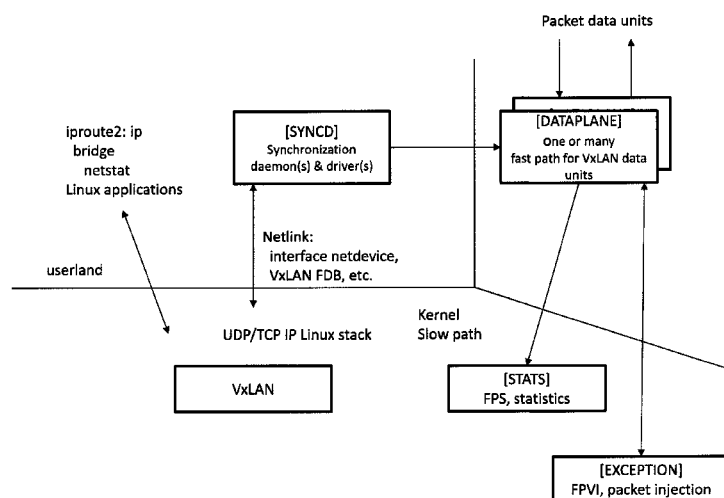 Packet data units
iproute2: ip
bridge
netstat
Linux applications
[SYNCD]
Synchronization
daemon(s) & driver(s)
[DATAPLANE]
One or many
fast path for VxLAN data
units
Netlink:
interface netdevice,
VxLAN FDB, etc.
userland
UDP/TCP IP Linux stack
Kernel
Slow path
VxLAN
[STATS]
FPS, statistics
[EXCEPTION]
FPVI, packet injection